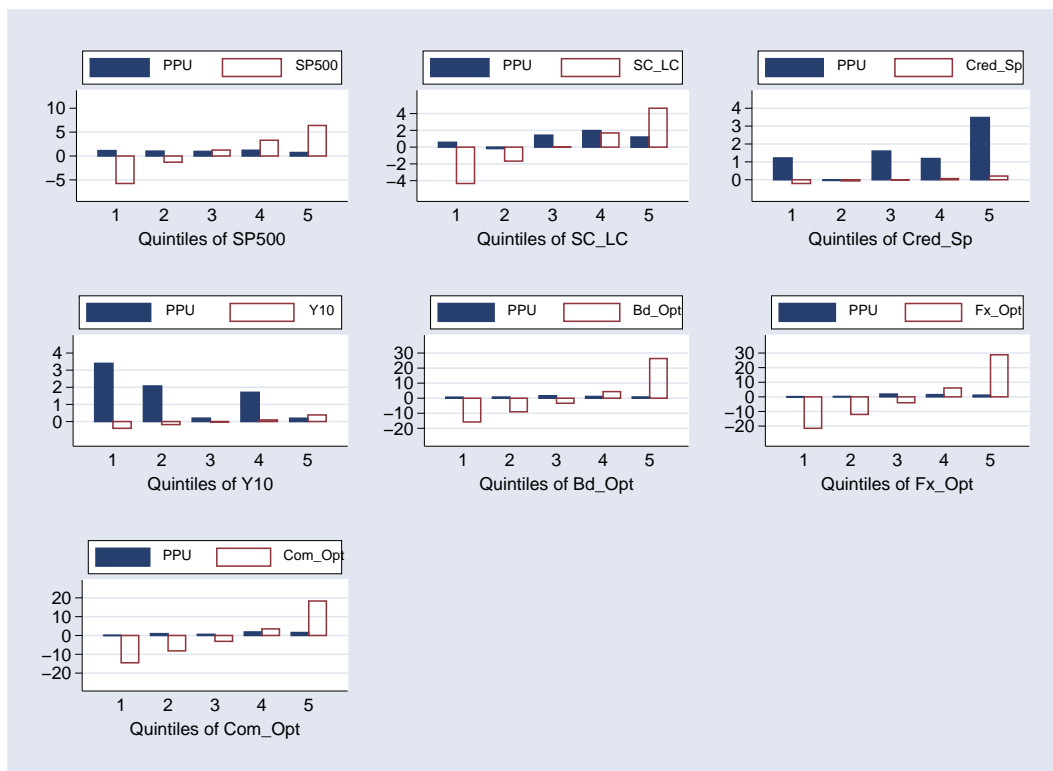 PPU SP500
10
5
0
−5
1 2 3 4 5
Quintiles of SP500
PPU SC_LC
4
2
0
−2
−4
1 2 3 4 5
Quintiles of SC_LC
PPU Cred_Sp
4
3
2
1
0
1 2 3 4 5
Quintiles of Cred_Sp
PPU Y10
4
3
2
1
0
1 2 3 4 5
Quintiles of Y10
PPU Bd_Opt
30
20
10
0
−10
−20
1 2 3 4 5
Quintiles of Bd_Opt
PPU Fx_Opt
30
20
10
0
−10
−20
1 2 3 4 5
Quintiles of Fx_Opt
PPU Com_Opt
20
10
0
−10
−20
1 2 3 4 5
Quintiles of Com_Opt